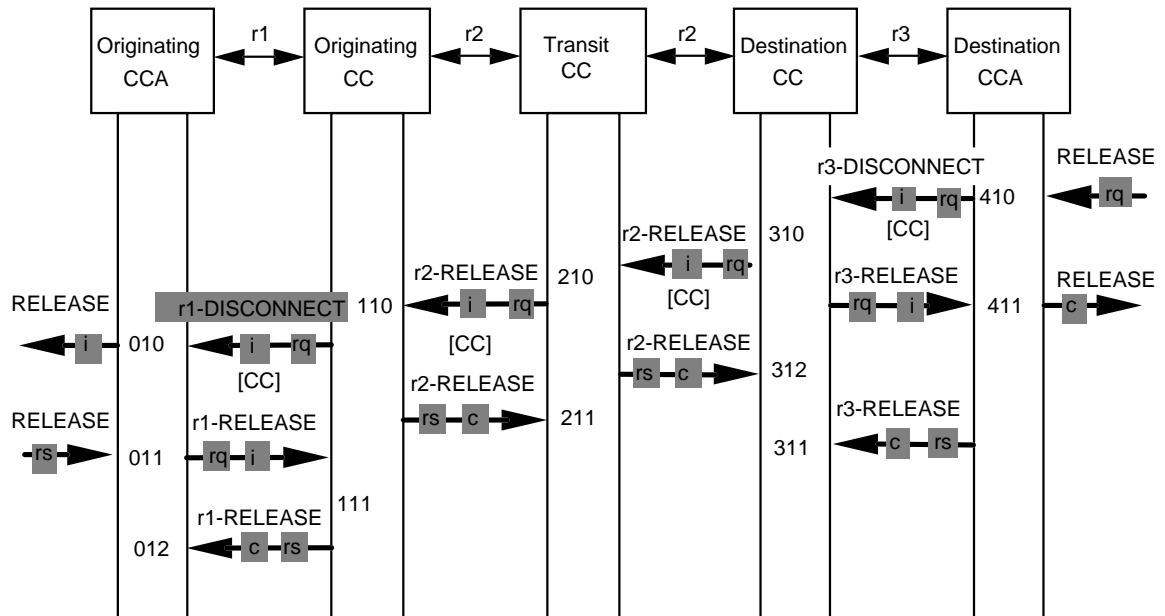 Originating
CCA
r1
Originating
CC
r2
Transit
CC
r2
Destination
CC
r3
Destination
CCA
r3-DISCONNECT
RELEASE
i
rq
410
rq
[CC]
r2-RELEASE
310
i
rq
[CC]
r2-RELEASE
210
i
rq
[CC]
r3-RELEASE
rq
i
411
RELEASE
c
RELEASE
i
010
r1-DISCONNECT
110
i
rq
[CC]
r2-RELEASE
rs
c
312
r2-RELEASE
rs
c
211
r3-RELEASE
311
c
rs
RELEASE
rs
011
r1-RELEASE
rq
i
111
r1-RELEASE
012
c
rs